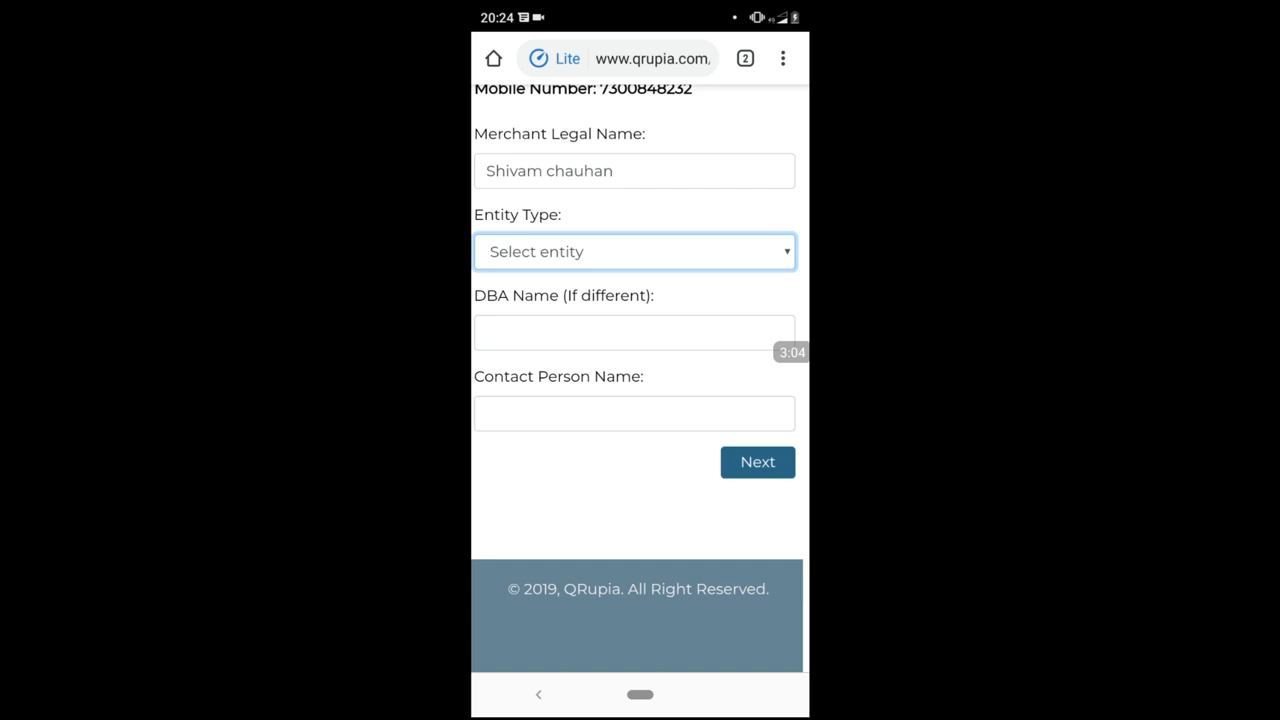 20:24
Lite www.qrupia.com, 2
Mobile Number: 7300848232
Merchant Legal Name:
Shivam chauhan
Entity Type:
Select entity
DBA Name (If different):
3:04
Contact Person Name:
Next
© 2019, QRupia. All Right Reserved.